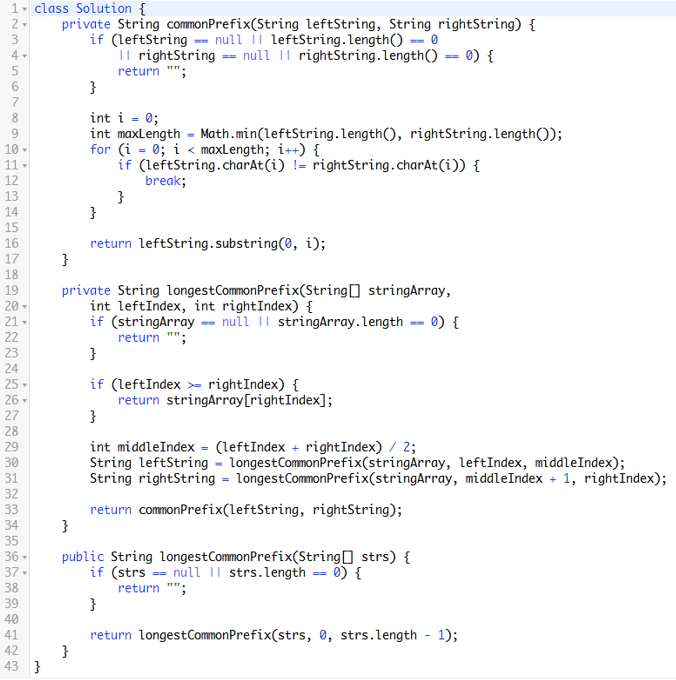 1 class Solution {
2     private String commonPrefix(String leftString, String rightString) {
3         if (leftString == null || leftString.length() == 0
4             || rightString == null || rightString.length() == 0) {
5             return "";
6         }
7
8         int i = 0;
9         int maxLength = Math.min(leftString.length(), rightString.length());
10         for (i = 0; i < maxLength; i++) {
11             if (leftString.charAt(i) != rightString.charAt(i)) {
12                 break;
13             }
14         }
15
16         return leftString.substring(0, i);
17     }
18
19     private String longestCommonPrefix(String[] stringArray,
20         int leftIndex, int rightIndex) {
21         if (stringArray == null || stringArray.length == 0) {
22             return "";
23         }
24
25         if (leftIndex >= rightIndex) {
26             return stringArray[rightIndex];
27         }
28
29         int middleIndex = (leftIndex + rightIndex) / 2;
30         String leftString = longestCommonPrefix(stringArray, leftIndex, middleIndex);
31         String rightString = longestCommonPrefix(stringArray, middleIndex + 1, rightIndex);
32
33         return commonPrefix(leftString, rightString);
34     }
35
36     public String longestCommonPrefix(String[] strs) {
37         if (strs == null || strs.length == 0) {
38             return "";
39         }
40
41         return longestCommonPrefix(strs, 0, strs.length - 1);
42     }
43 }